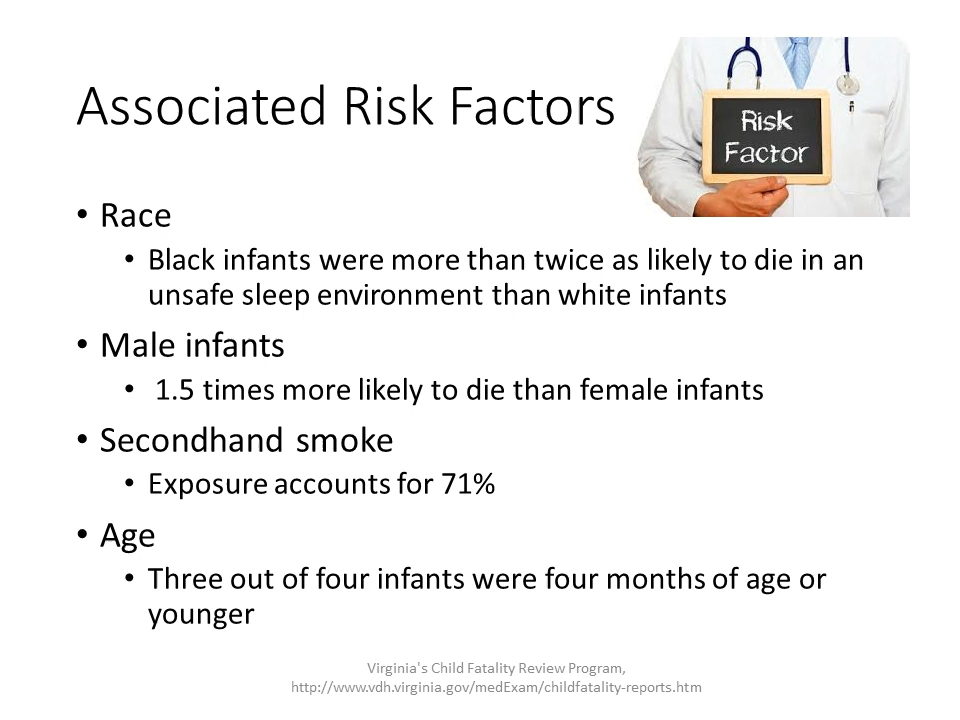 Associated Risk Factors
Risk
Factor
• Race
• Black infants were more than twice as likely to die in an
unsafe sleep environment than white infants
• Male infants
• 1.5 times more likely to die than female infants
• Secondhand smoke
• Exposure accounts for 71%
• Age
• Three out of four infants were four months of age or
younger
Virginia's Child Fatality Review Program,
http://www.vdh.virginia.gov/medExam/childfatality-reports.htm